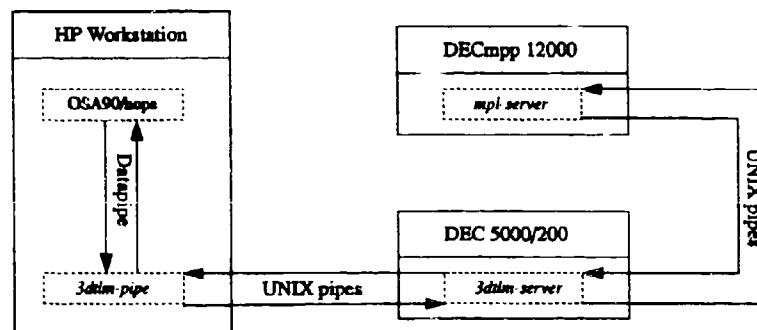 HP Workstation
DECmpp 12000
OSA90/hope
mpl-server
Datapipe
UNIX pipes
DEC 5000/200
3dtlm-pipe
UNIX pipes
3dtlm-server